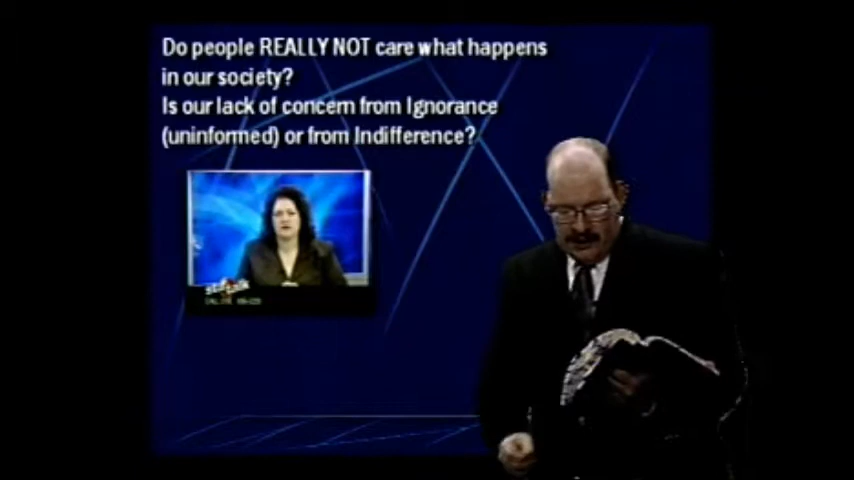 Do people REALLY NOT care what happens
in our society?
Is our lack of concern from Ignorance
(uninformed) or from Indifference?
talk